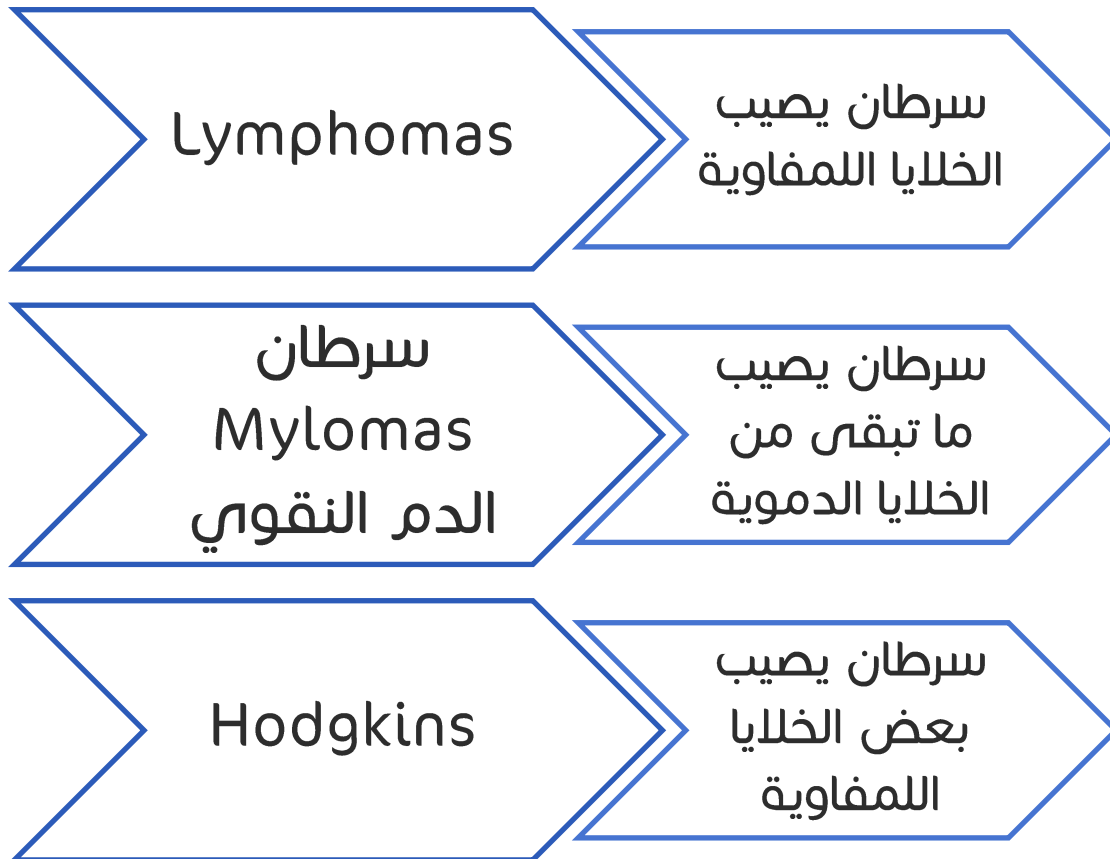 Lymphomas
سرطان يصيب
الخلايا اللمفاوية
سرطان
Mylomas
الدم النقوي
سرطان يصيب
ما تبقى من
الخلايا الدموية
Hodgkins
سرطان يصيب
بعض الخلايا
اللمفاوية